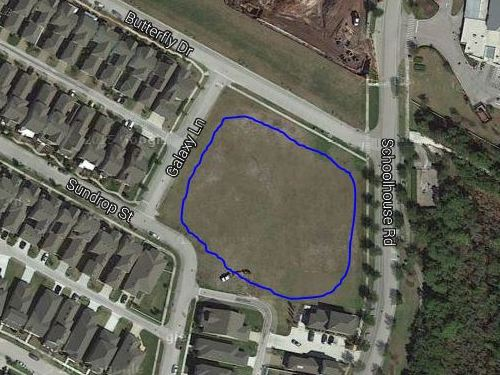 Butterfly Dr
Galaxy Ln
Sundrop St
Schoolhouse Rd